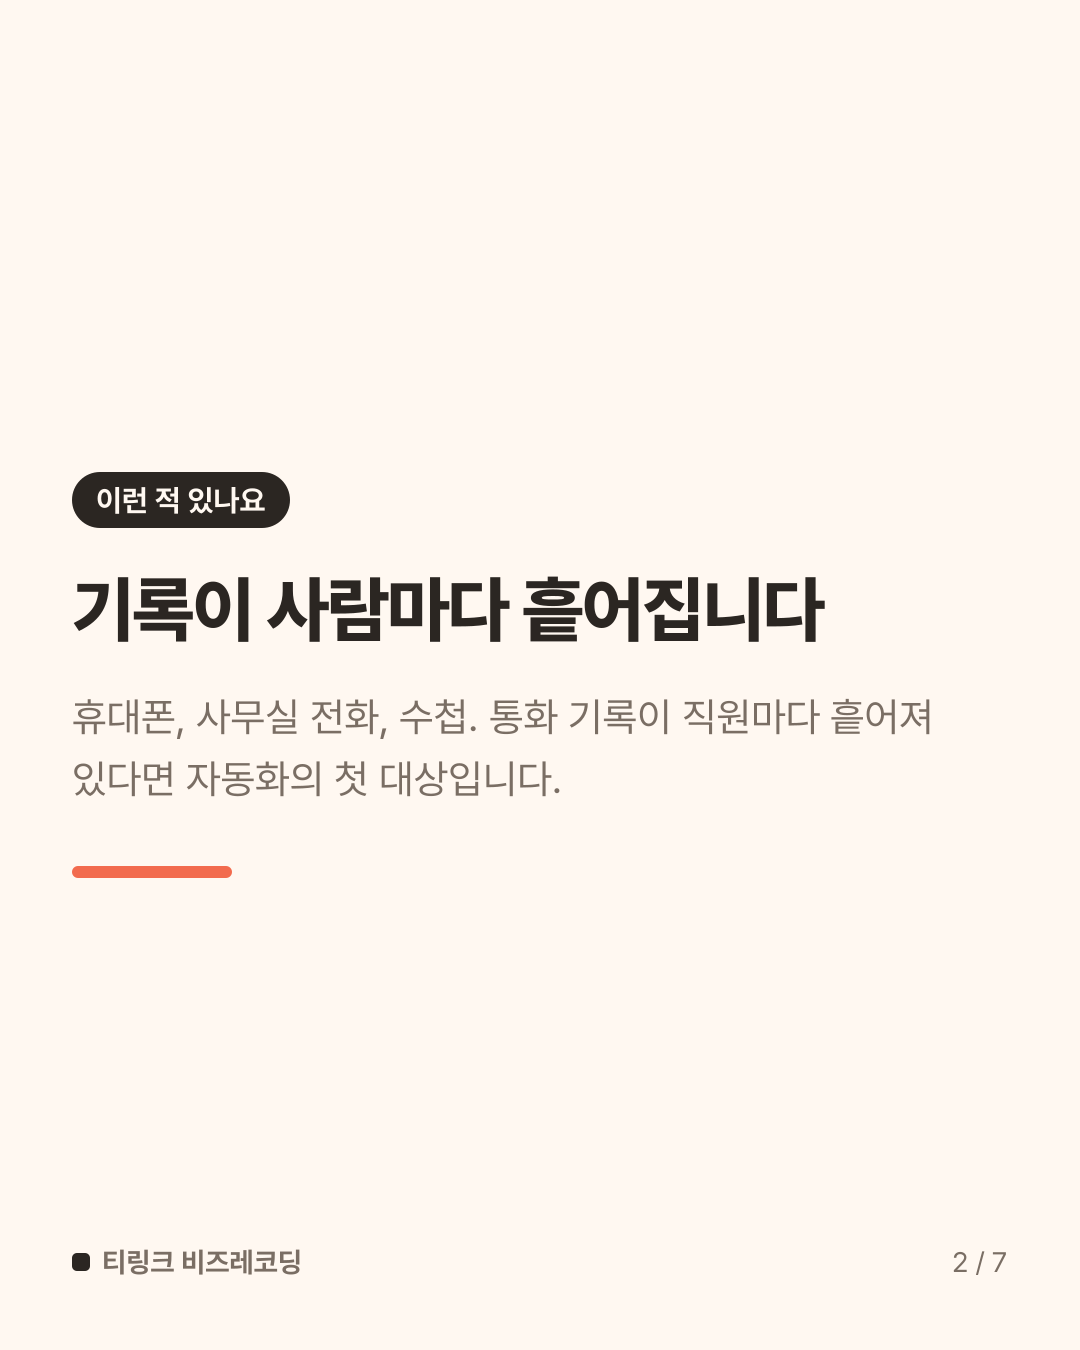 이런 적 있나요
기록이 사람마다 흩어집니다
휴대폰, 사무실 전화, 수첩. 통화 기록이 직원마다 흩어져
있다면 자동화의 첫 대상입니다.
티링크 비즈레코딩
2 / 7